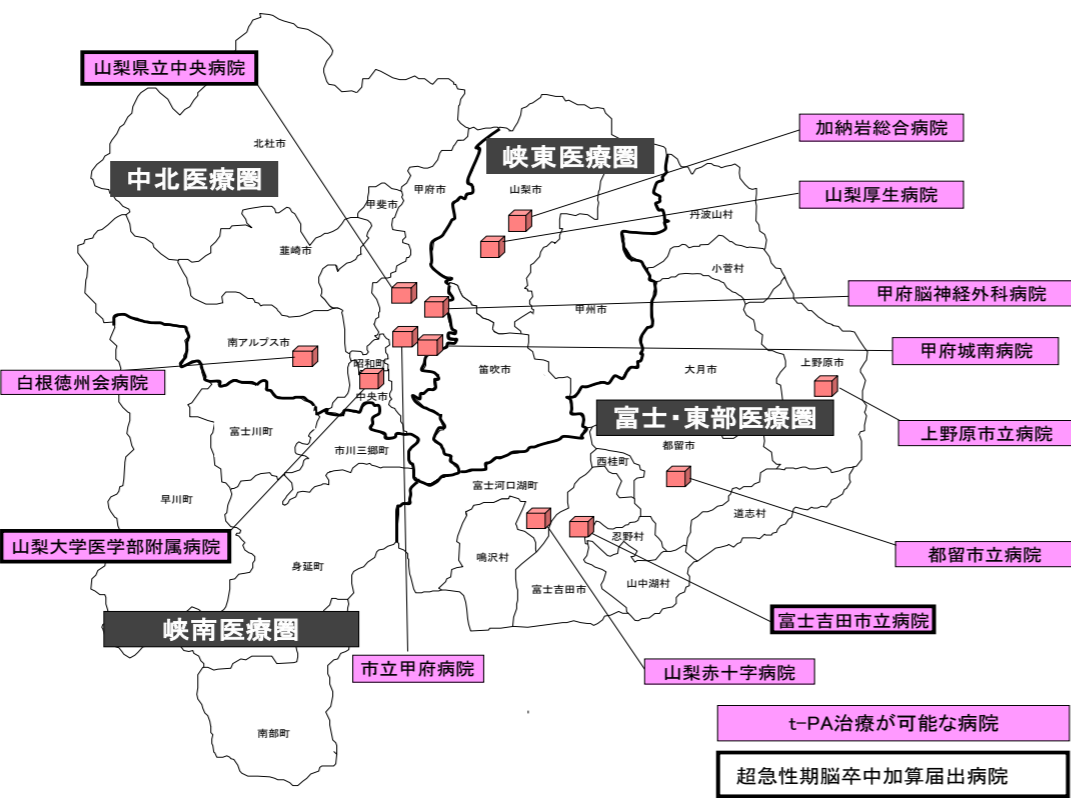 山梨県立中央病院
加納岩総合病院
北杜市
峡東医療圏
中北医療圏
甲府市
山梨市
山梨厚生病院
甲斐市
丹波山村
韮崎市
小菅村
甲府脳神経外科病院
甲州市
南アルプス市
甲府城南病院
昭和町
笛吹市
大月市
上野原市
白根徳州会病院
中央市
富士・東部医療圏
富士川町
上野原市立病院
市川三郷町
都留市
西桂町
早川町
富士河口湖町
道志村
山梨大学医学部附属病院
忍野村
都留市立病院
鳴沢村
身延町
富士吉田市
山中湖村
峡南医療圏
富士吉田市立病院
市立甲府病院
山梨赤十字病院
南部町
t-PA治療が可能な病院
超急性期脳卒中加算届出病院